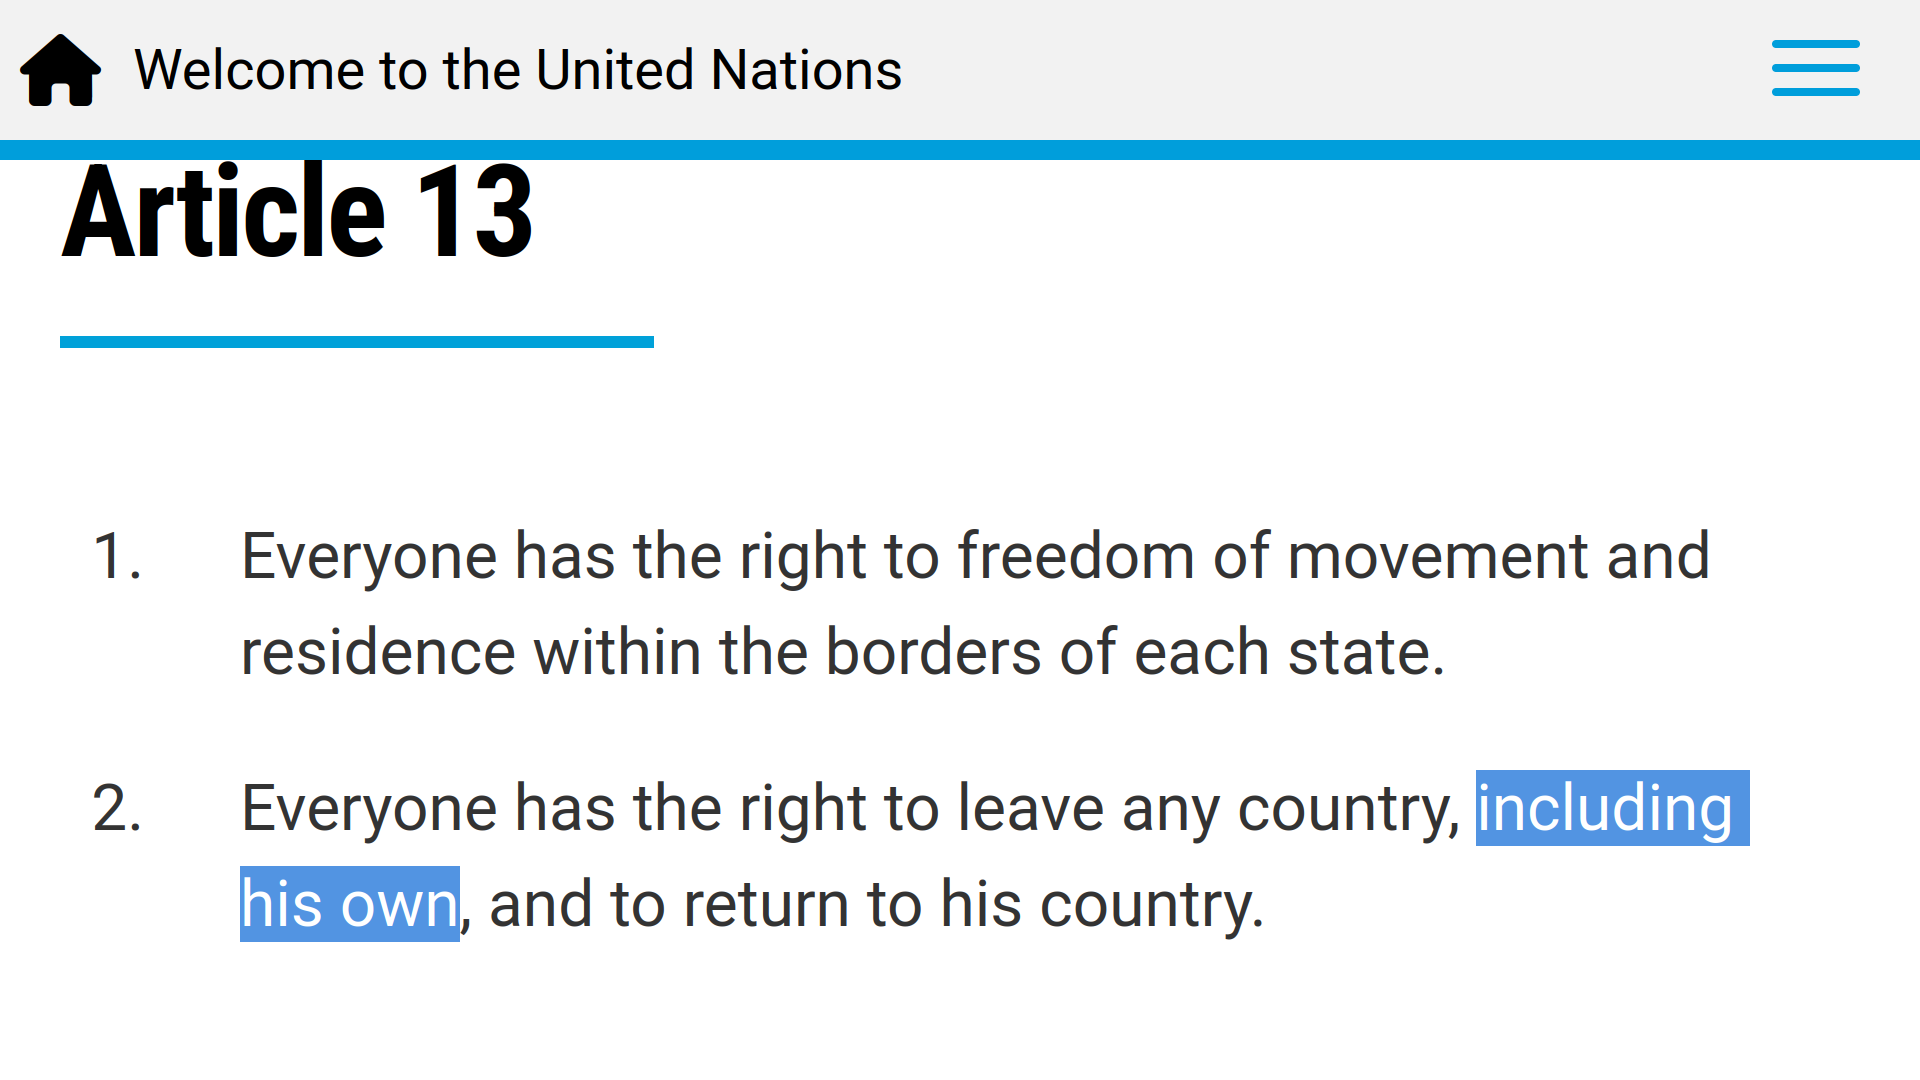 Welcome to the United Nations
Article 13
1. Everyone has the right to freedom of movement and
residence within the borders of each state.
2. Everyone has the right to leave any country, including
his own, and to return to his country.